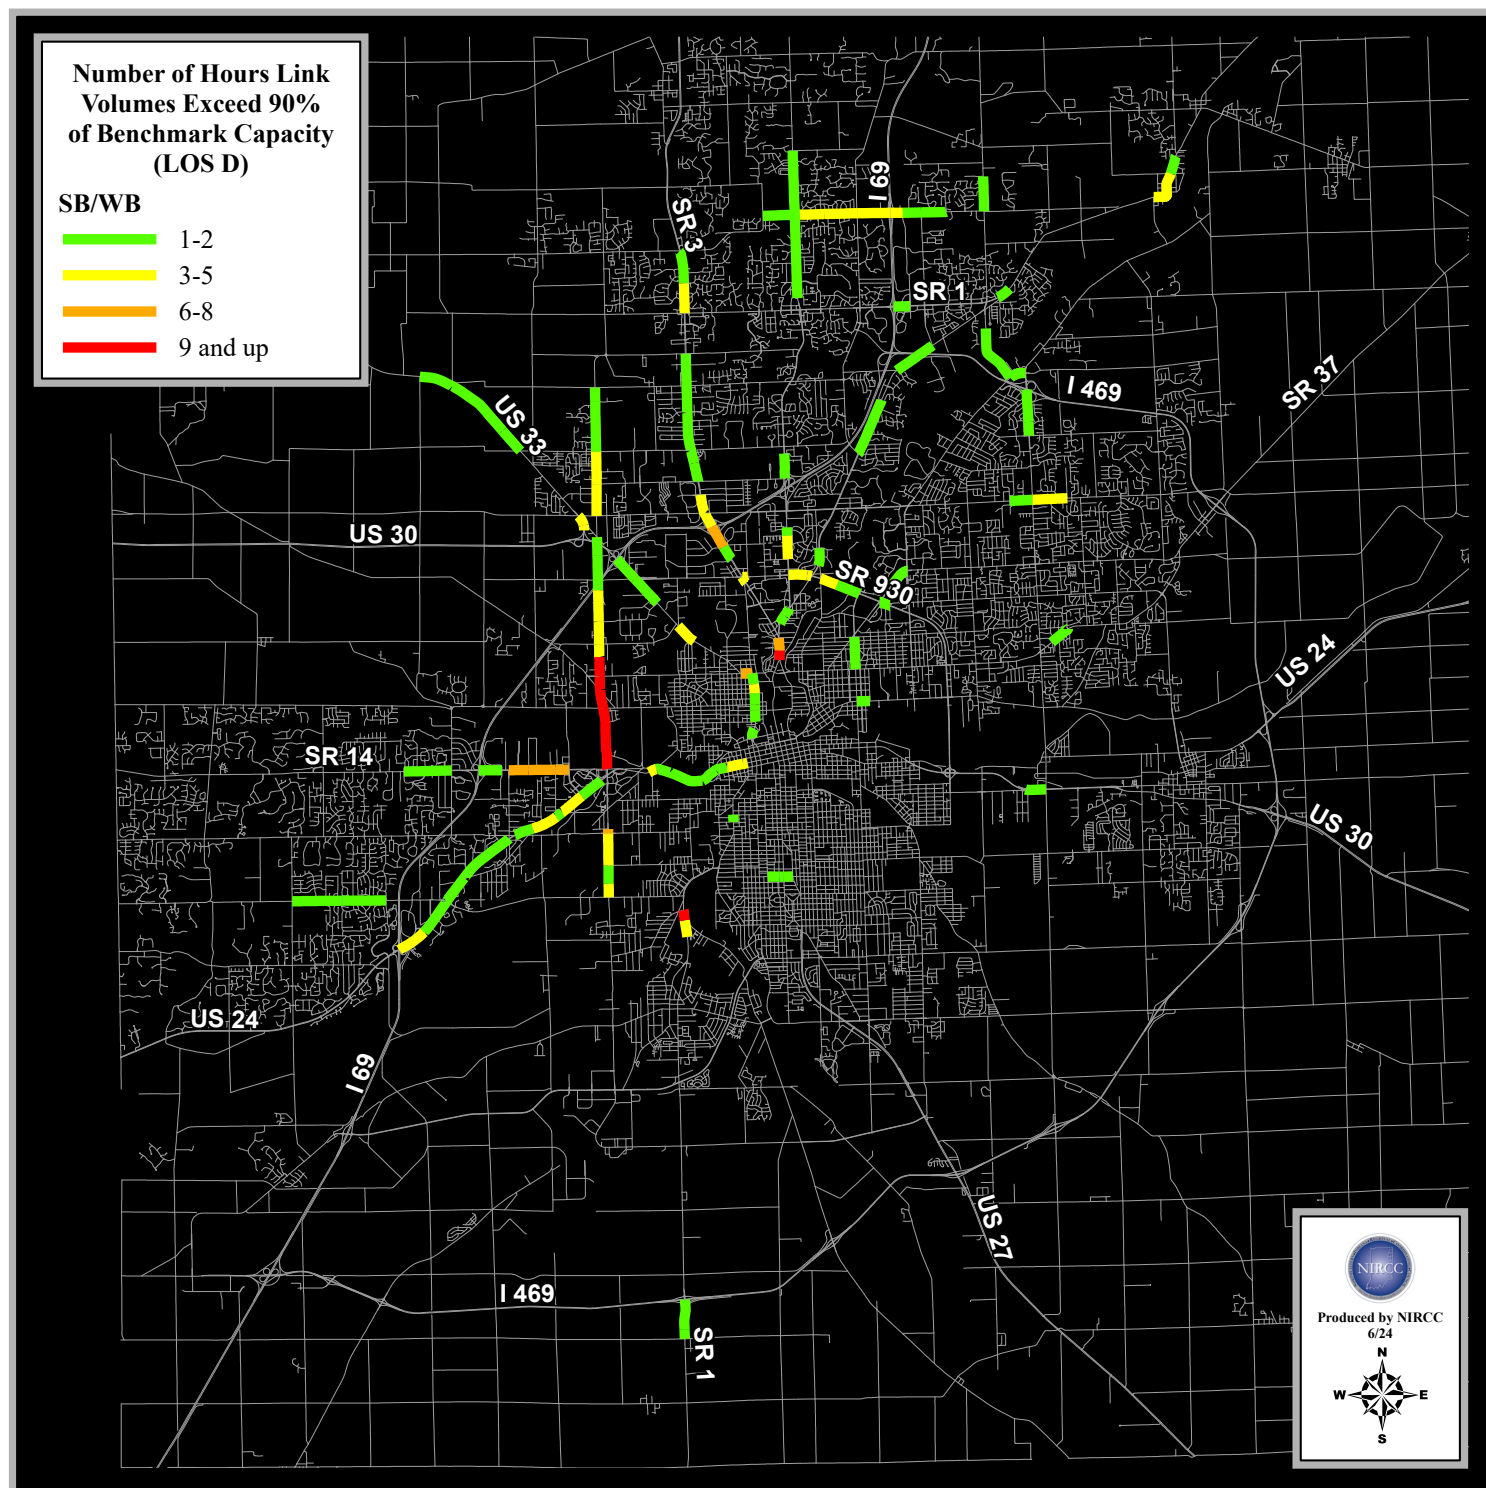 Number of Hours Link
Volumes Exceed 90%
of Benchmark Capacity
(LOS D)
SB/WB
1-2
3-5
6-8
9 and up
I 69
SR 3
SR 1
I 469
SR 37
US 33
US 30
SR 930
US 24
SR 14
US 30
US 24
I 69
US 27
I 469
SR 1
NIRCC
Produced by NIRCC
6/24
N
W
E
S